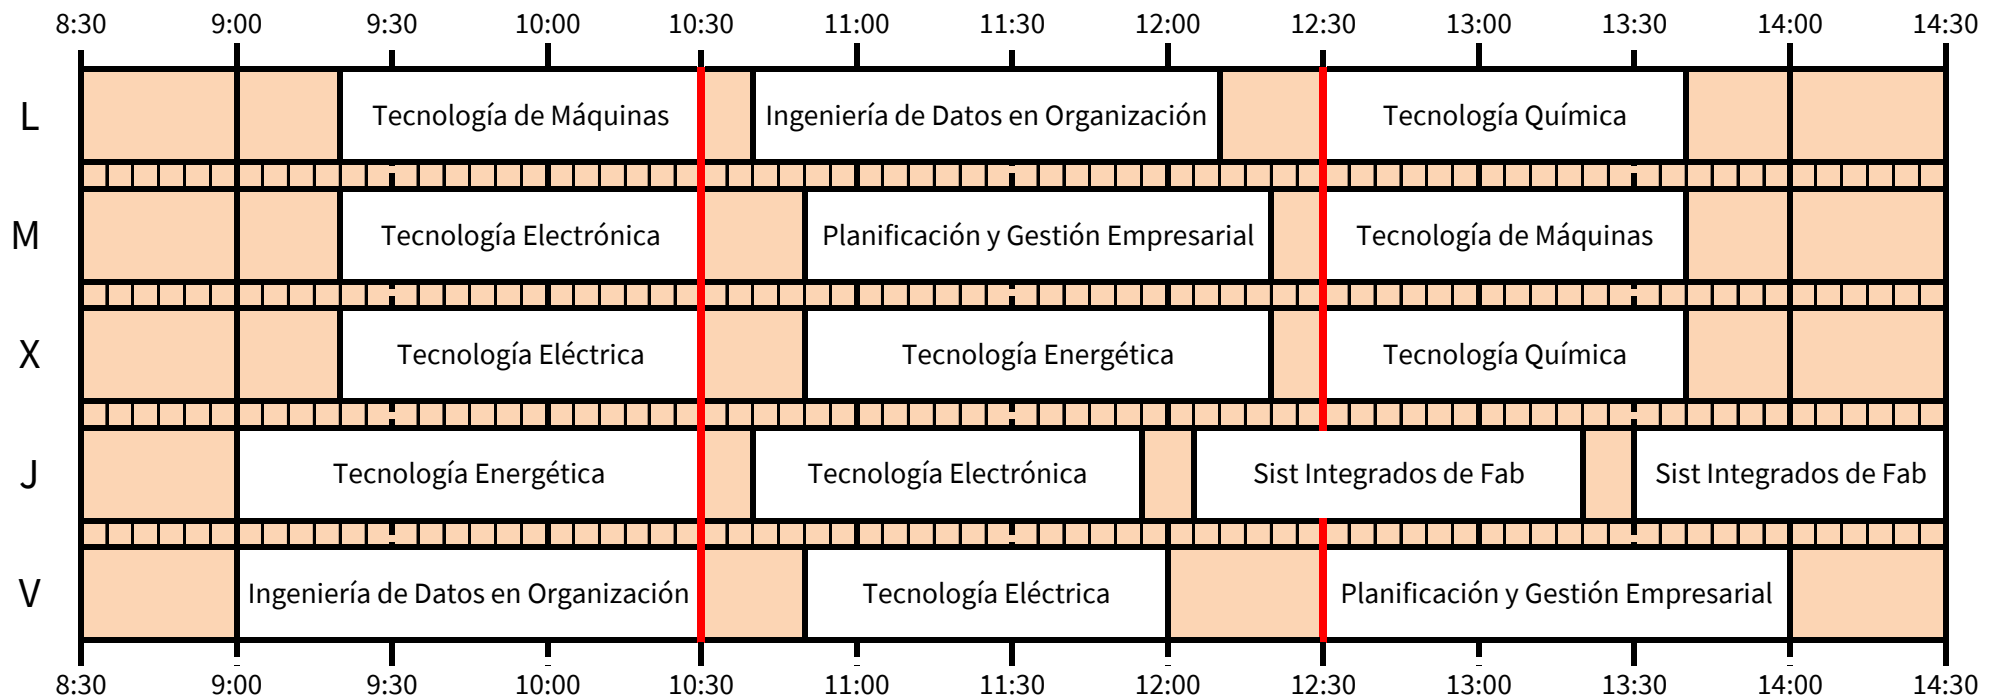 8:30 9:00 9:30 10:00 10:30 11:00 11:30 12:00 12:30 13:00 13:30 14:00 14:30
L Tecnología de Máquinas Ingeniería de Datos en Organización Tecnología Química
M Tecnología Electrónica Planificación y Gestión Empresarial Tecnología de Máquinas
X Tecnología Eléctrica Tecnología Energética Tecnología Química
J Tecnología Energética Tecnología Electrónica Sist Integrados de Fab Sist Integrados de Fab
V Ingeniería de Datos en Organización Tecnología Eléctrica Planificación y Gestión Empresarial
8:30 9:00 9:30 10:00 10:30 11:00 11:30 12:00 12:30 13:00 13:30 14:00 14:30